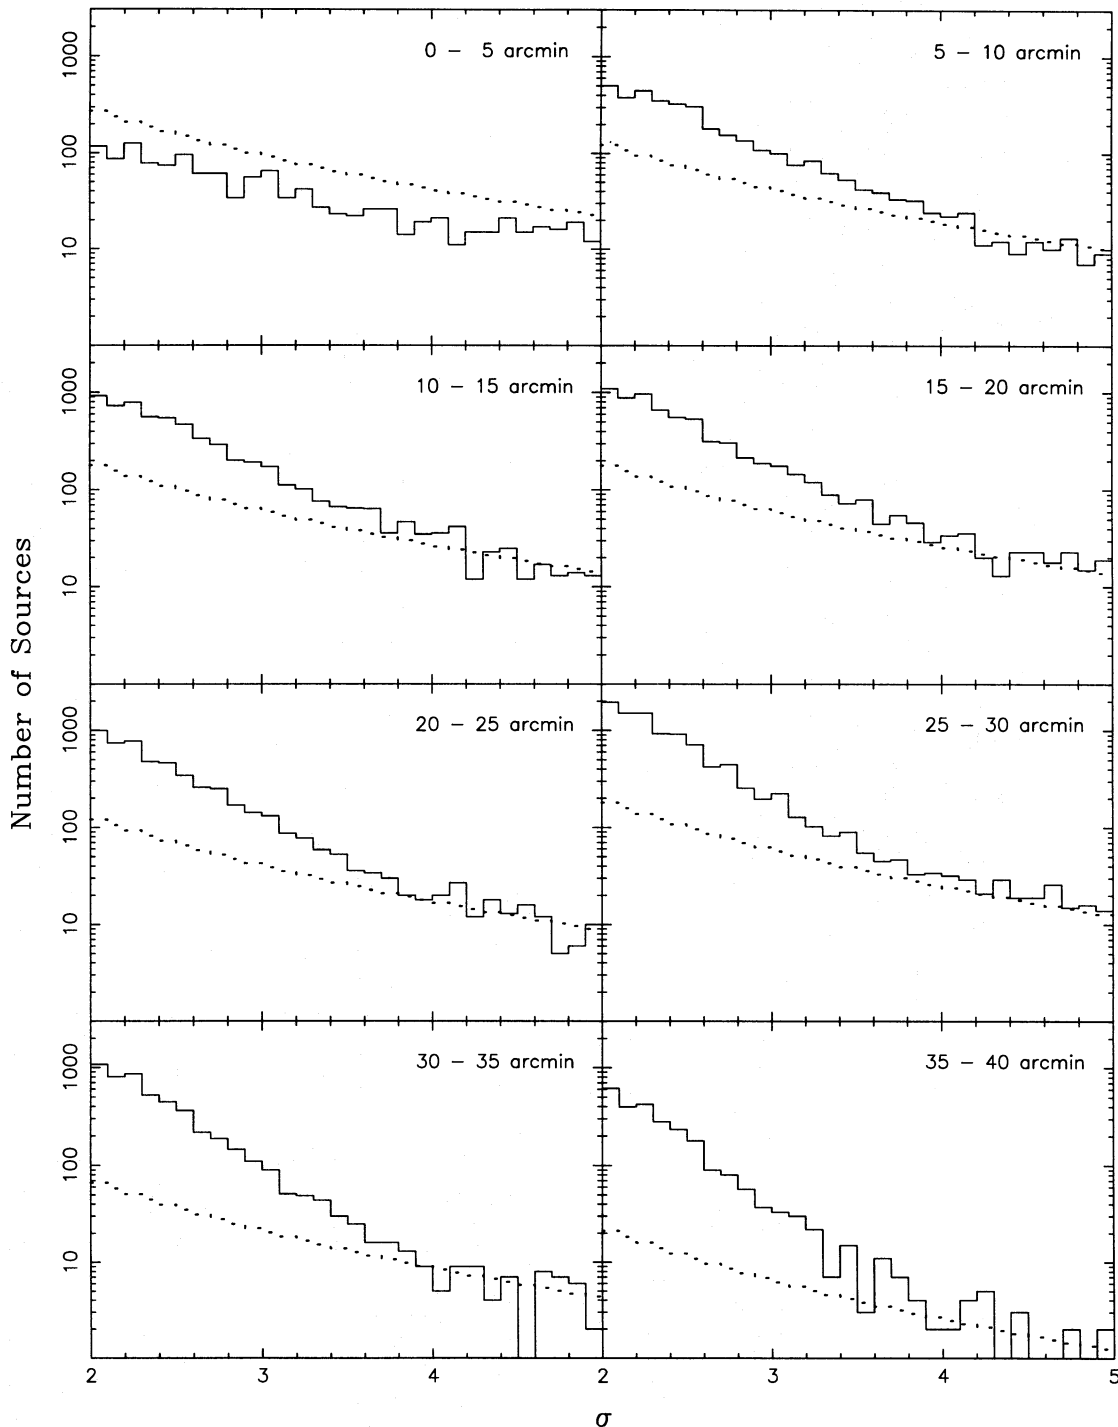 0 – 5 arcmin
5 – 10 arcmin
1000
100
10
10 – 15 arcmin
15 – 20 arcmin
1000
100
10
20 – 25 arcmin
25 – 30 arcmin
1000
100
10
30 – 35 arcmin
35 – 40 arcmin
1000
100
10
2 3 4 2 3 4 5
Number of Sources
σ